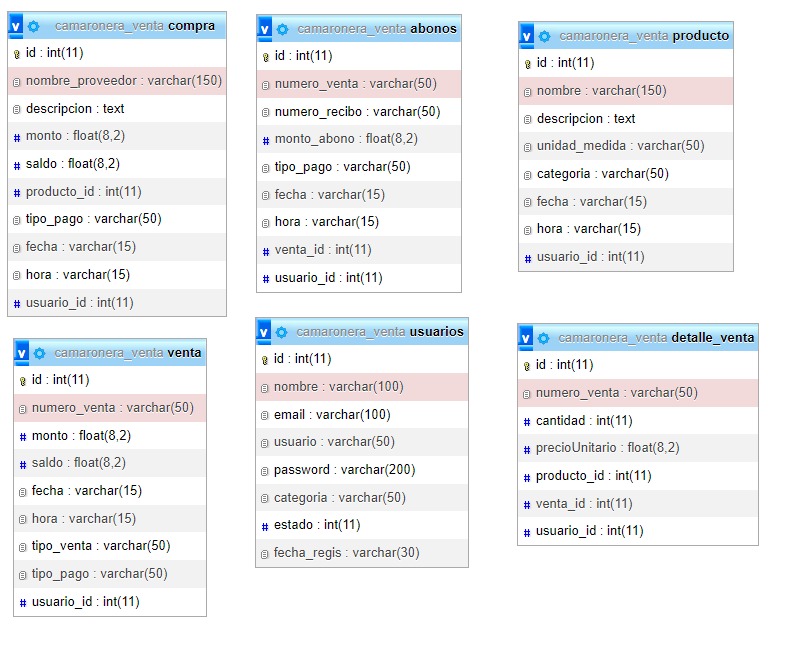 camaronera_venta compra
id : int(11)
nombre_proveedor : varchar(150)
descripcion : text
monto : float(8,2)
saldo : float(8,2)
producto_id : int(11)
tipo_pago : varchar(50)
fecha : varchar(15)
hora : varchar(15)
usuario_id : int(11)
camaronera_venta abonos
id : int(11)
numero_venta : varchar(50)
numero_recibo : varchar(50)
monto_abono : float(8,2)
tipo_pago : varchar(50)
fecha : varchar(15)
hora : varchar(15)
venta_id : int(11)
usuario_id : int(11)
camaronera_venta producto
id : int(11)
nombre : varchar(150)
descripcion : text
unidad_medida : varchar(50)
categoria : varchar(50)
fecha : varchar(15)
hora : varchar(15)
usuario_id : int(11)
camaronera_venta venta
id : int(11)
numero_venta : varchar(50)
monto : float(8,2)
saldo : float(8,2)
fecha : varchar(15)
hora : varchar(15)
tipo_venta : varchar(50)
tipo_pago : varchar(50)
usuario_id : int(11)
camaronera_venta usuarios
id : int(11)
nombre : varchar(100)
email : varchar(100)
usuario : varchar(50)
password : varchar(200)
categoria : varchar(50)
estado : int(11)
fecha_regis : varchar(30)
camaronera_venta detalle_venta
id : int(11)
numero_venta : varchar(50)
cantidad : int(11)
precioUnitario : float(8,2)
producto_id : int(11)
venta_id : int(11)
usuario_id : int(11)